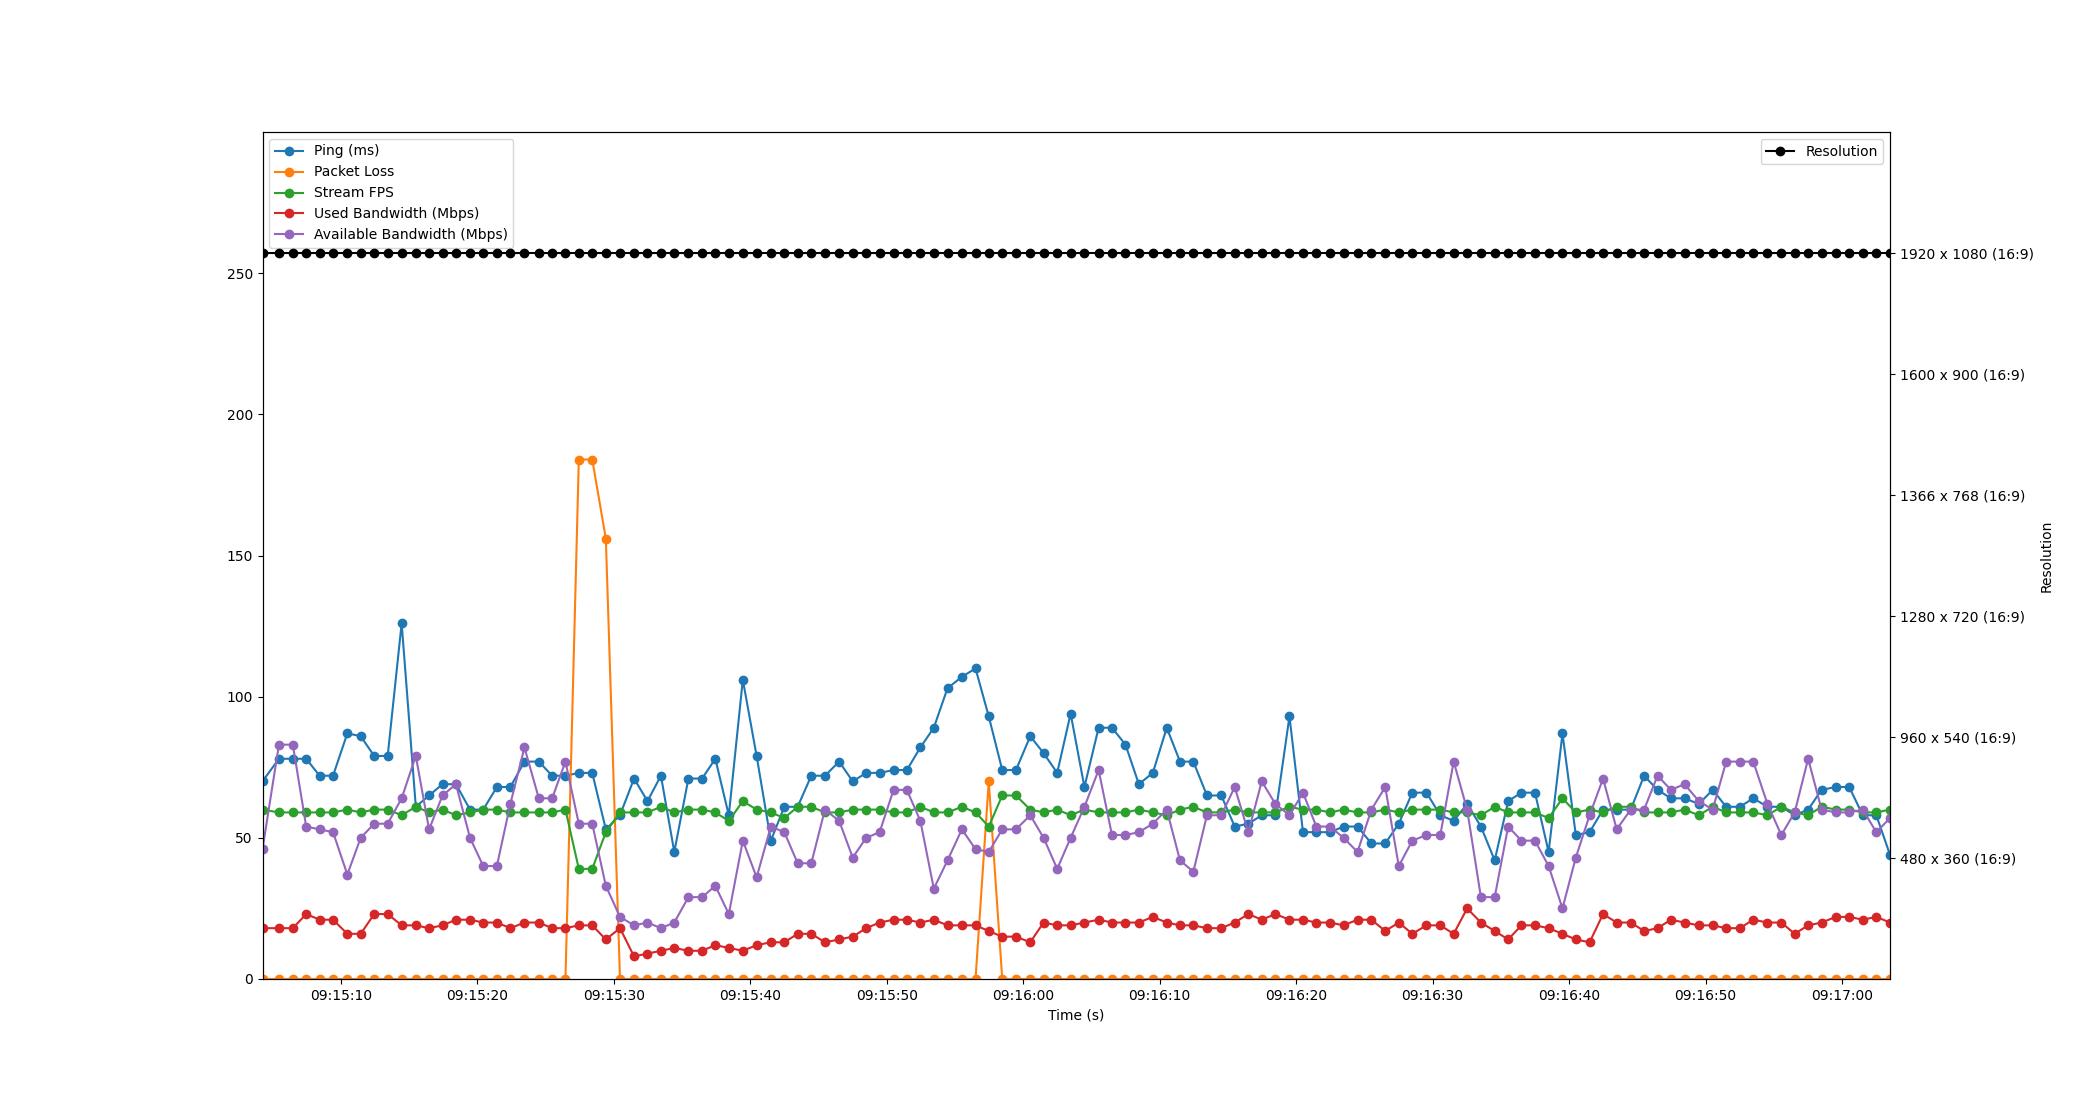 Ping (ms)
Packet Loss
Stream FPS
Used Bandwidth (Mbps)
Available Bandwidth (Mbps)
Resolution
250
200
150
100
50
0
1920 x 1080 (16:9)
1600 x 900 (16:9)
1366 x 768 (16:9)
1280 x 720 (16:9)
960 x 540 (16:9)
480 x 360 (16:9)
Resolution
09:15:10
09:15:20
09:15:30
09:15:40
09:15:50
09:16:00
09:16:10
09:16:20
09:16:30
09:16:40
09:16:50
09:17:00
Time (s)